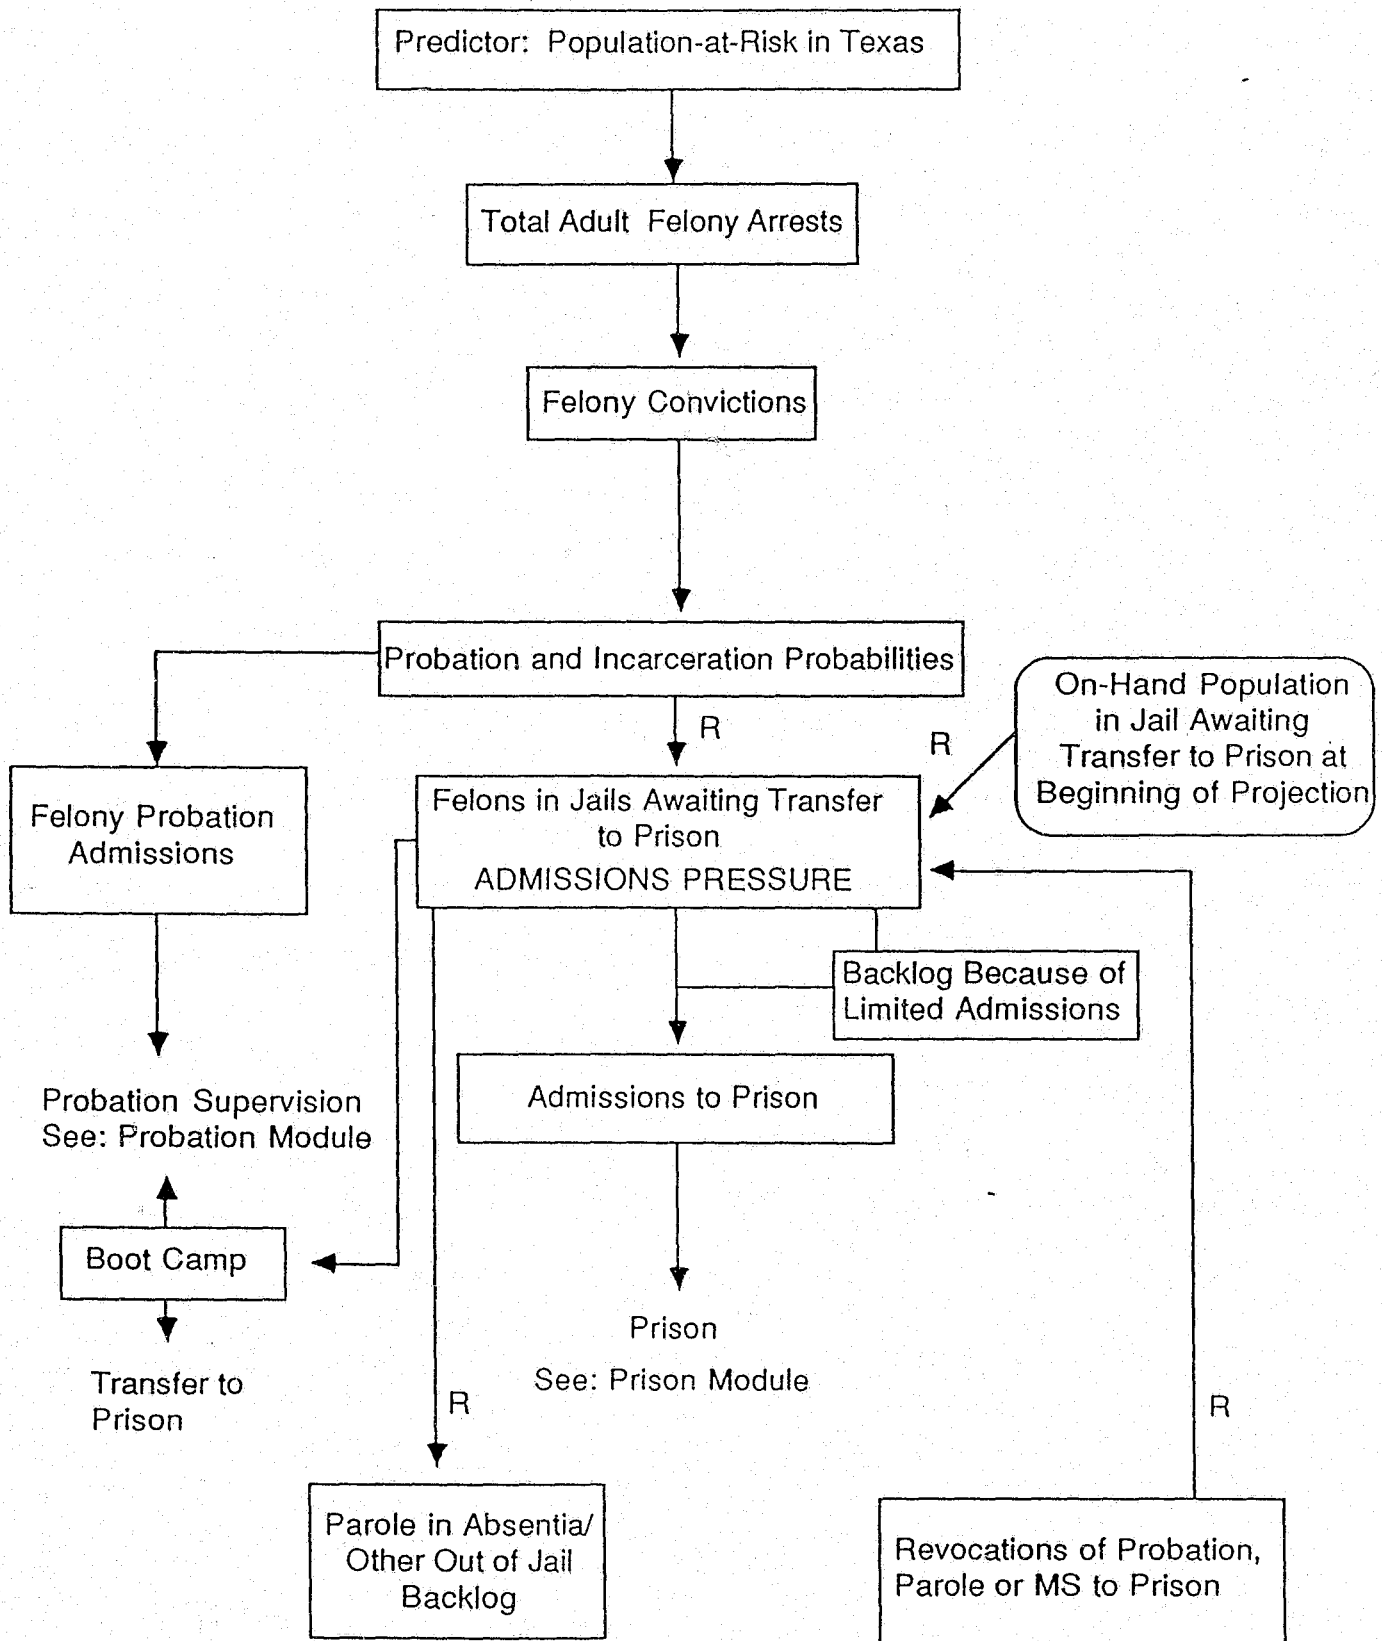 Predictor: Population-at-Risk in Texas
Total Adult Felony Arrests
Felony Convictions
Probation and Incarceration Probabilities
R
R
On-Hand Population
in Jail Awaiting
Transfer to Prison at
Beginning of Projection
Felony Probation
Admissions
Felons in Jails Awaiting Transfer
to Prison
ADMISSIONS PRESSURE
Backlog Because of
Limited Admissions
Admissions to Prison
Probation Supervision
See: Probation Module
Boot Camp
Transfer to
Prison
Prison
See: Prison Module
R
R
Parole in Absentia/
Other Out of Jail
Backlog
Revocations of Probation,
Parole or MS to Prison